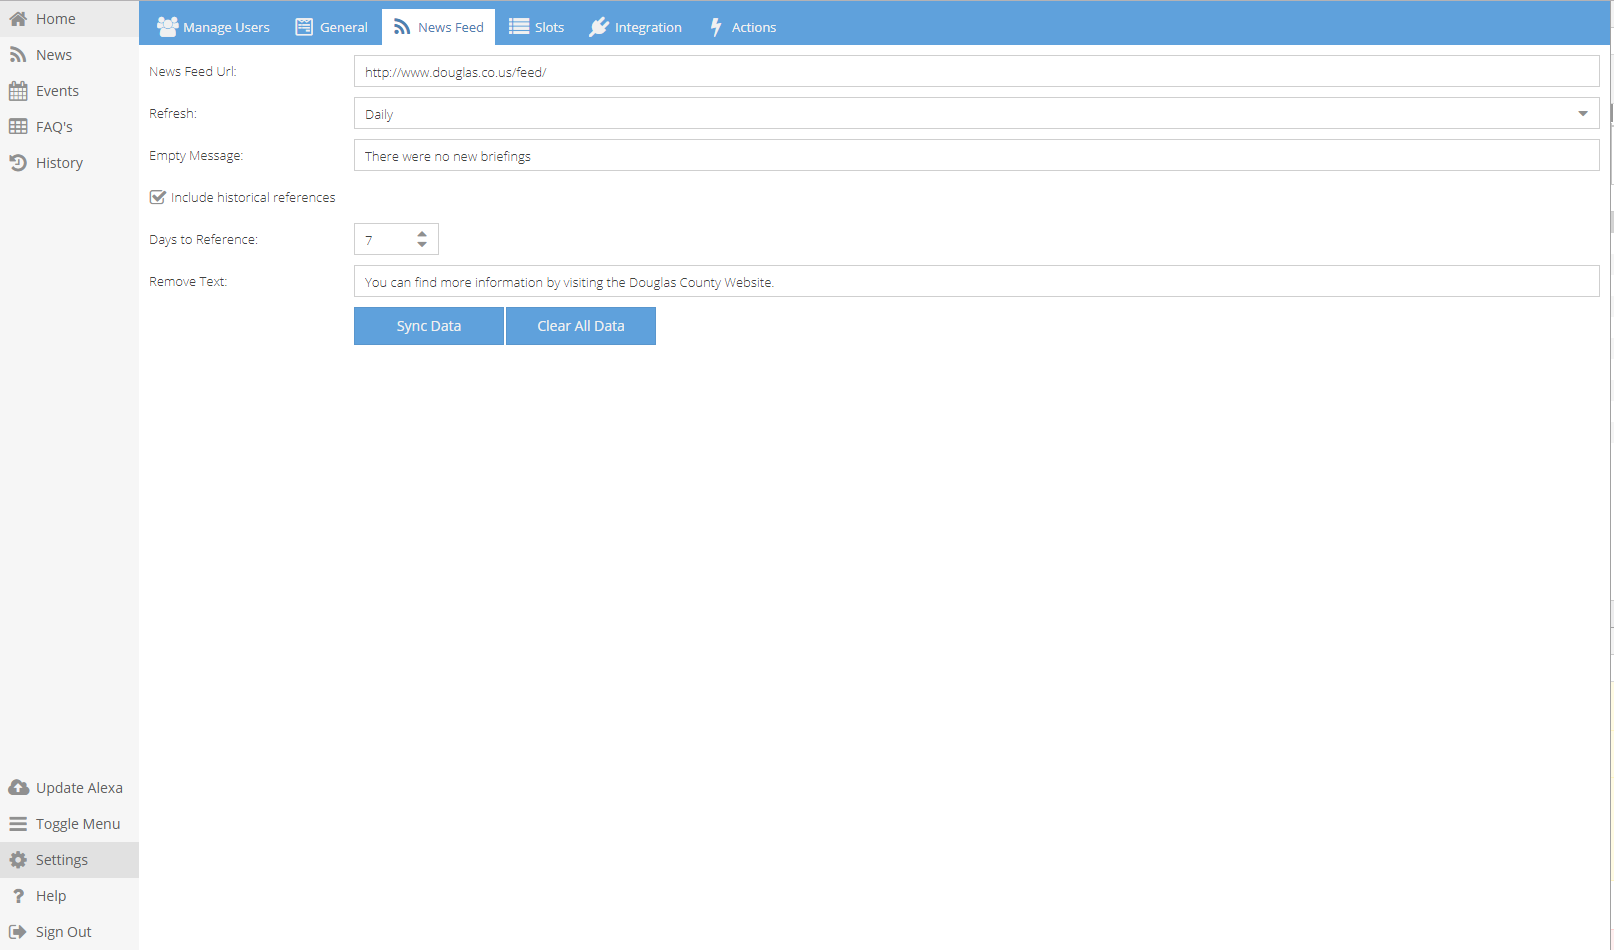 Home
News
Events
FAQ's
History
Update Alexa
Toggle Menu
Settings
Help
Sign Out
Manage Users General News Feed Slots Integration Actions
News Feed Url: http://www.douglas.co.us/feed/
Refresh: Daily
Empty Message: There were no new briefings
Include historical references
Days to Reference: 7
Remove Text: You can find more information by visiting the Douglas County Website.
Sync Data Clear All Data